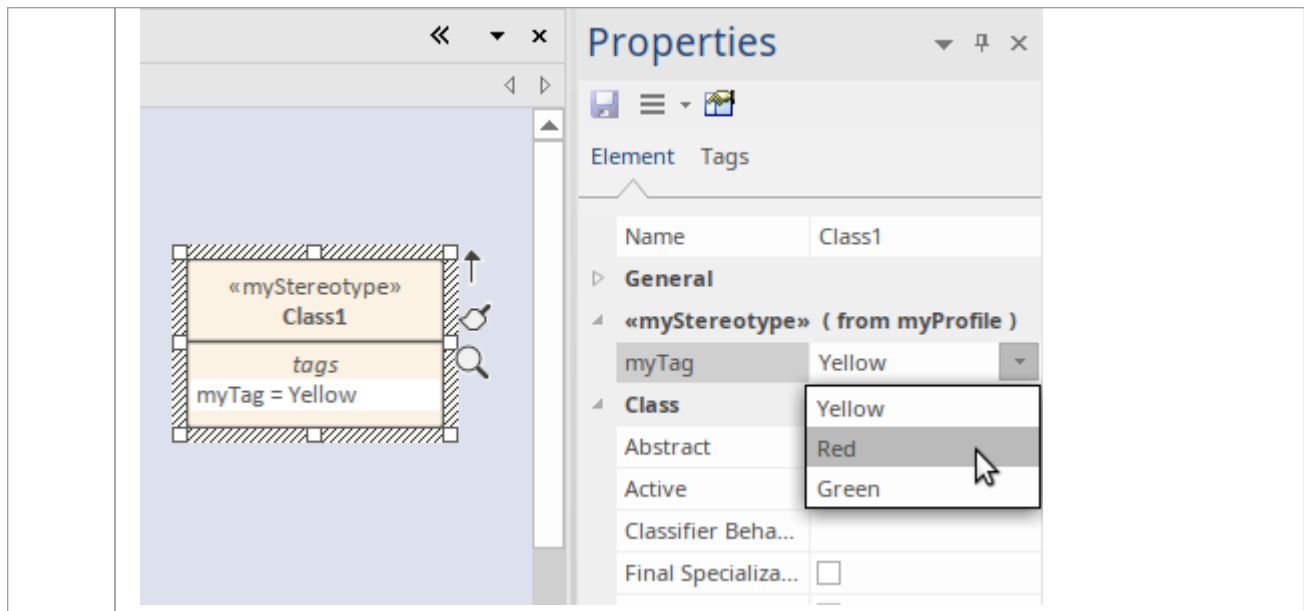 Properties
Element Tags
Name Class1
General
«myStereotype» ( from myProfile )
myTag Yellow
Class
Yellow
Abstract
Red
Active
Green
Classifier Beha...
Final Specializa...
«myStereotype»
Class1
tags
myTag = Yellow